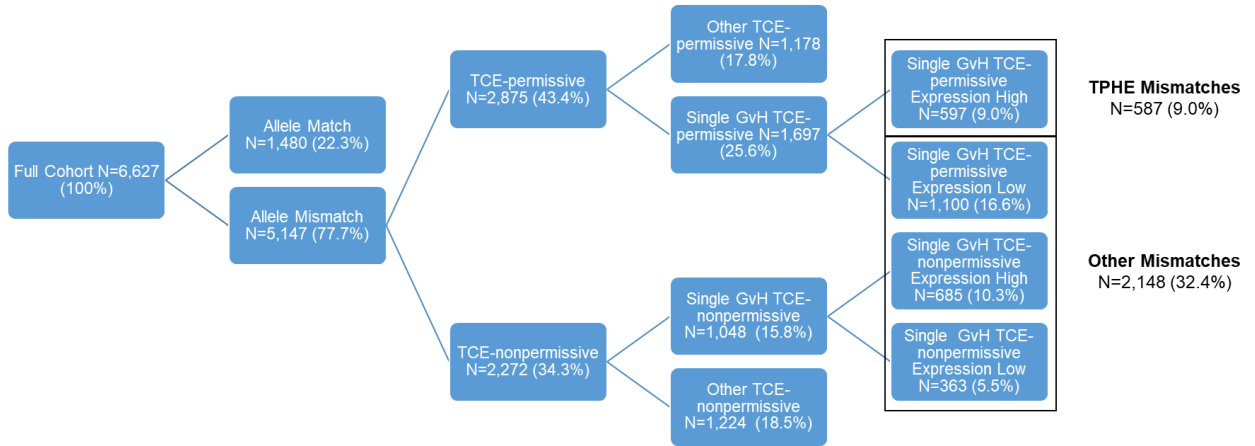 Full Cohort N=6,627
(100%)
Allele Match
N=1,480 (22.3%)
Allele Mismatch
N=5,147 (77.7%)
TCE-permissive
N=2,875 (43.4%)
TCE-nonpermissive
N=2,272 (34.3%)
Other TCE-
permissive N=1,178
(17.8%)
Single GvH TCE-
permissive N=1,697
(25.6%)
Single GvH TCE-
nonpermissive
N=1,048 (15.8%)
Other TCE-
nonpermissive
N=1,224 (18.5%)
Single GvH TCE-
permissive
Expression High
N=597 (9.0%)
Single GvH TCE-
permissive
Expression Low
N=1,100 (16.6%)
Single GvH TCE-
nonpermissive
Expression High
N=685 (10.3%)
Single GvH TCE-
nonpermissive
Expression Low
N=363 (5.5%)
TPHE Mismatches
N=587 (9.0%)
Other Mismatches
N=2,148 (32.4%)